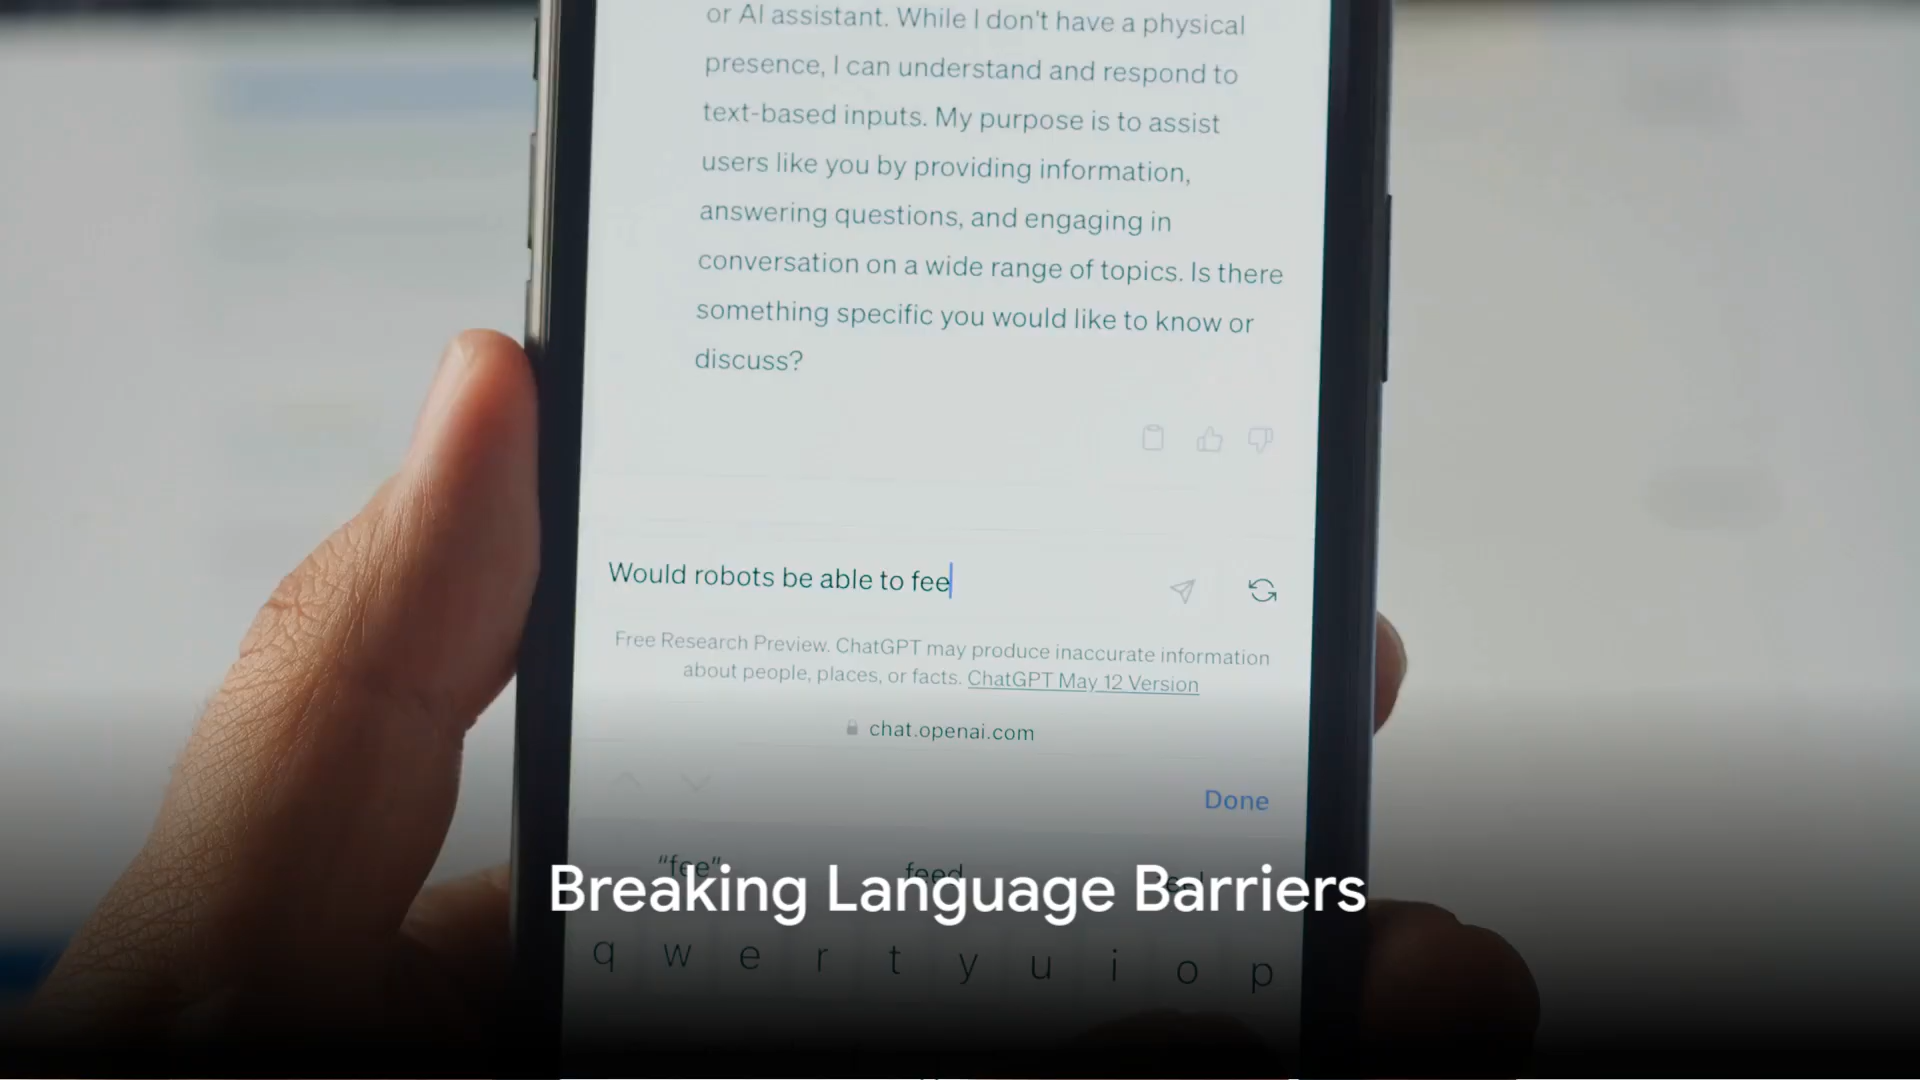 or AI assistant. While I don't have a physical
presence, I can understand and respond to
text-based inputs. My purpose is to assist
users like you by providing information,
answering questions, and engaging in
conversation on a wide range of topics. Is there
something specific you would like to know or
discuss?
Would robots be able to fee
Free Research Preview. ChatGPT may produce inaccurate information
about people, places, or facts. ChatGPT May 12 Version
chat.openai.com
Done
“fee” feed
Breaking Language Barriers
q w e r t y u i o p